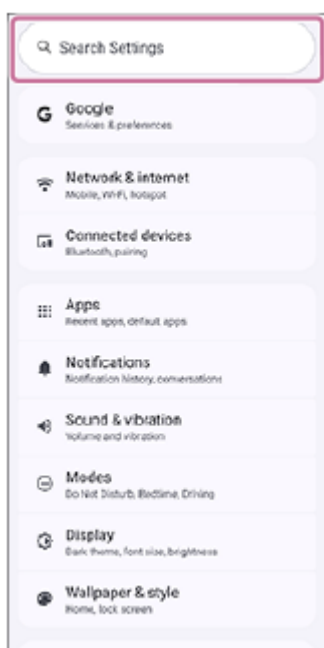 Search Settings
Google
Services & preferences
Network & internet
Mobile, Wi-Fi, hotspot
Connected devices
Bluetooth, pairing
Apps
Recent apps, default apps
Notifications
Notification history, conversations
Sound & vibration
Volume and vibration
Modes
Do Not Disturb, Bedtime, Driving
Display
Dark theme, font size, brightness
Wallpaper & style
Home, lock screen